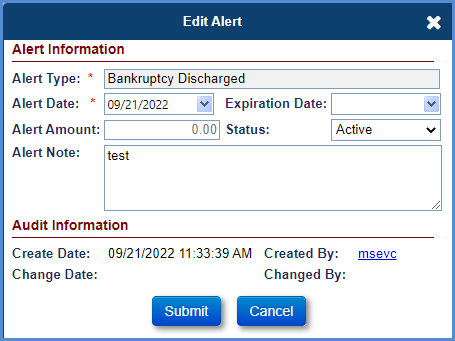 Edit Alert
Alert Information
Alert Type: * Bankruptcy Discharged
Alert Date: * 09/21/2022 Expiration Date:
Alert Amount: 0.00 Status: Active
Alert Note: test
Audit Information
Create Date: 09/21/2022 11:33:39 AM Created By: msevc
Change Date: Changed By:
Submit Cancel